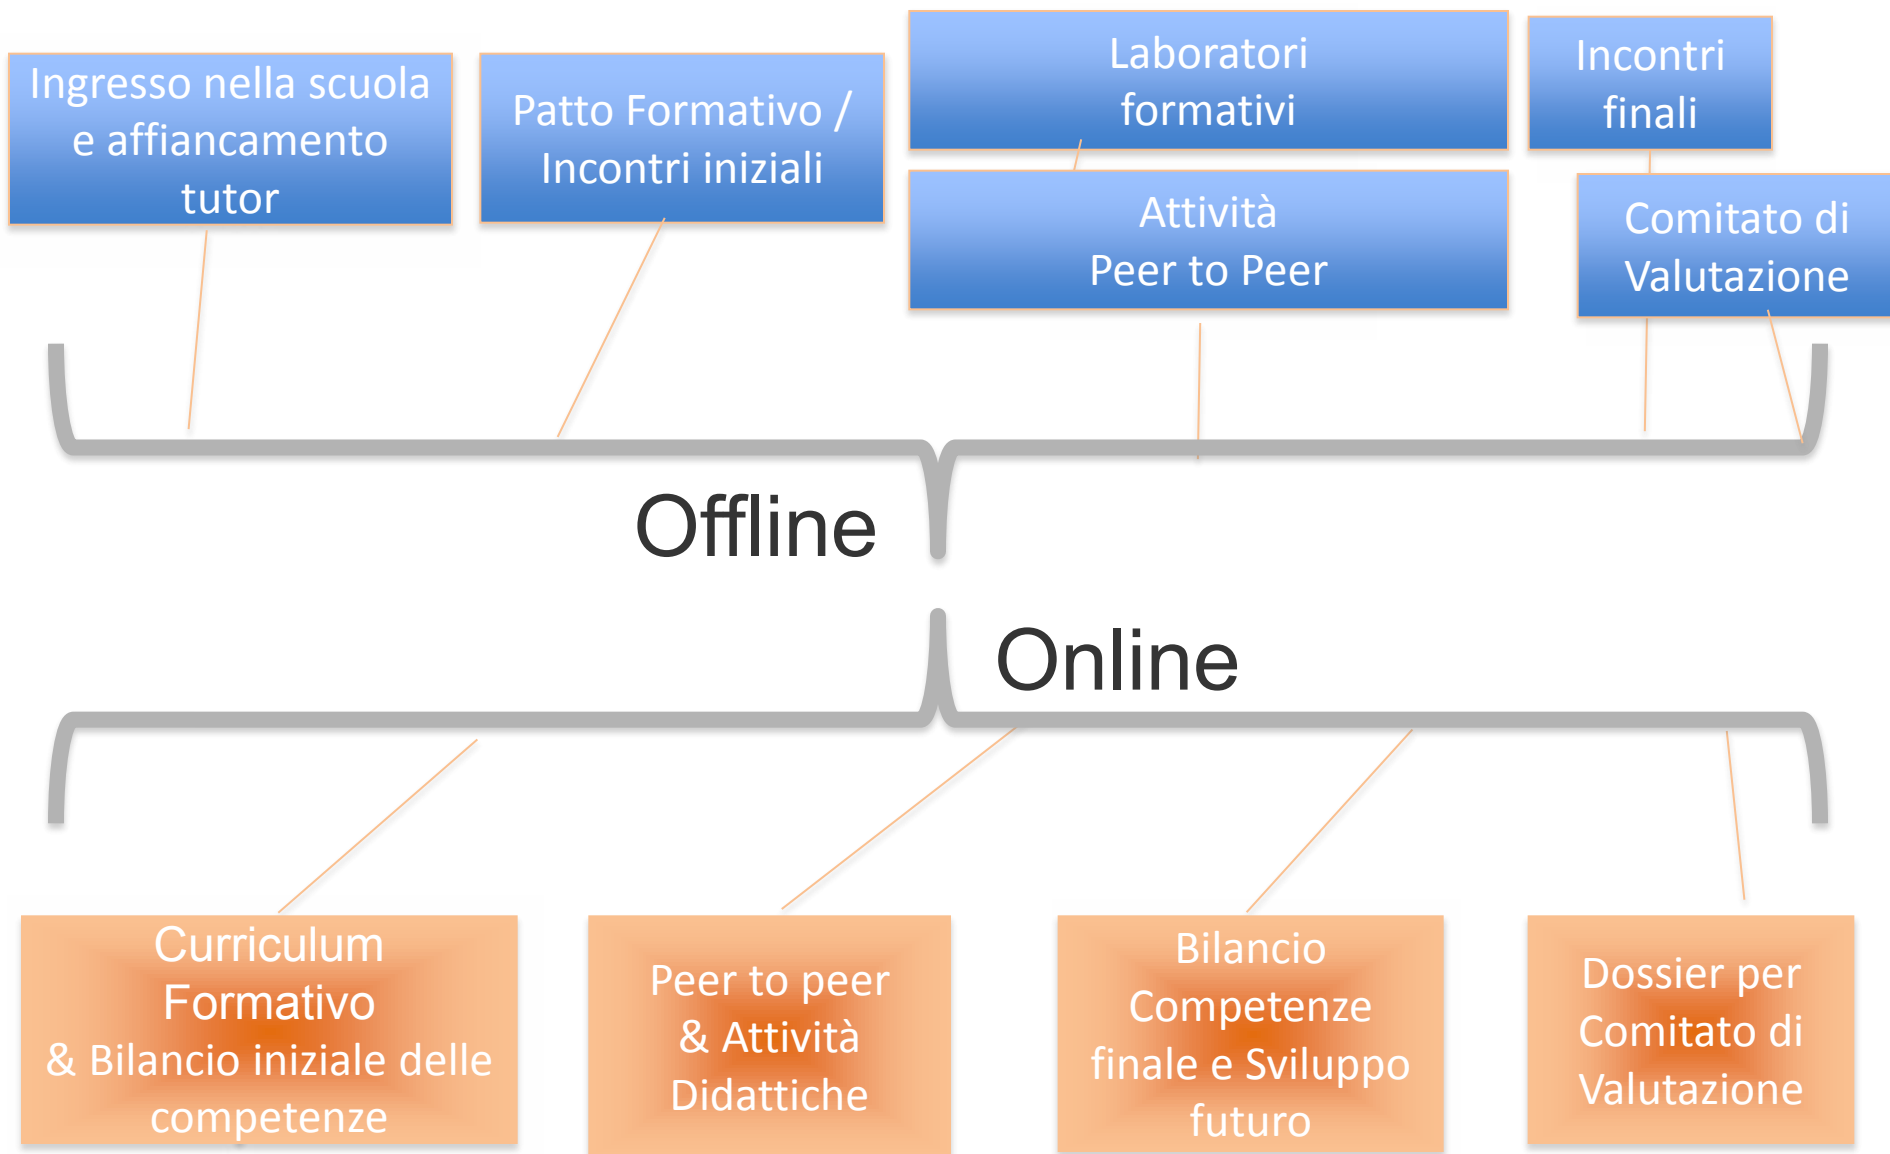 Ingresso nella scuola
e affiancamento
tutor
Patto Formativo /
Incontri iniziali
Laboratori
formativi
Attività
Peer to Peer
Incontri
finali
Comitato di
Valutazione
Offline
Online
Curriculum
Formativo
& Bilancio iniziale delle
competenze
Peer to peer
& Attività
Didattiche
Bilancio
Competenze
finale e Sviluppo
futuro
Dossier per
Comitato di
Valutazione